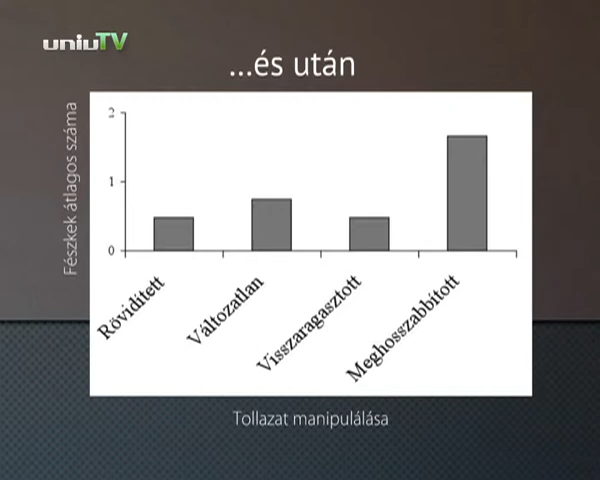 uniuTV
...és után
Fészkek átlagos száma
2
1
0
Rövidített
Változatlan
Visszaragasztott
Meghosszabbított
Tollazat manipulálása